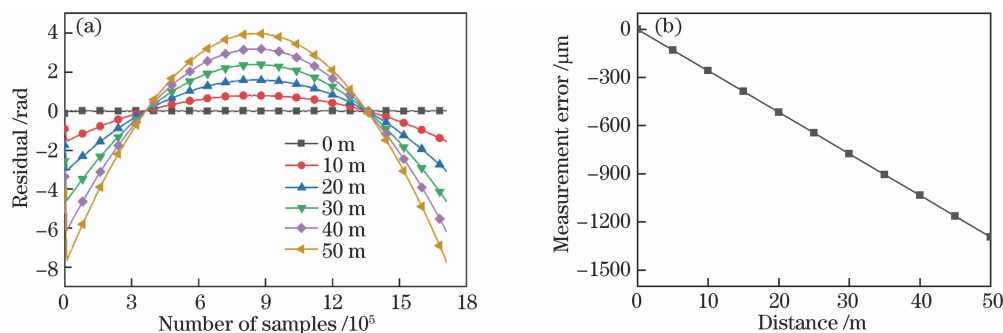 (a)
Residual /rad
4
2
0
−2
−4
−6
−8
0 m
10 m
20 m
30 m
40 m
50 m
0 3 6 9 12 15 18
Number of samples /10⁵
(b)
Measurement error /μm
0
−300
−600
−900
−1200
−1500
0 10 20 30 40 50
Distance /m